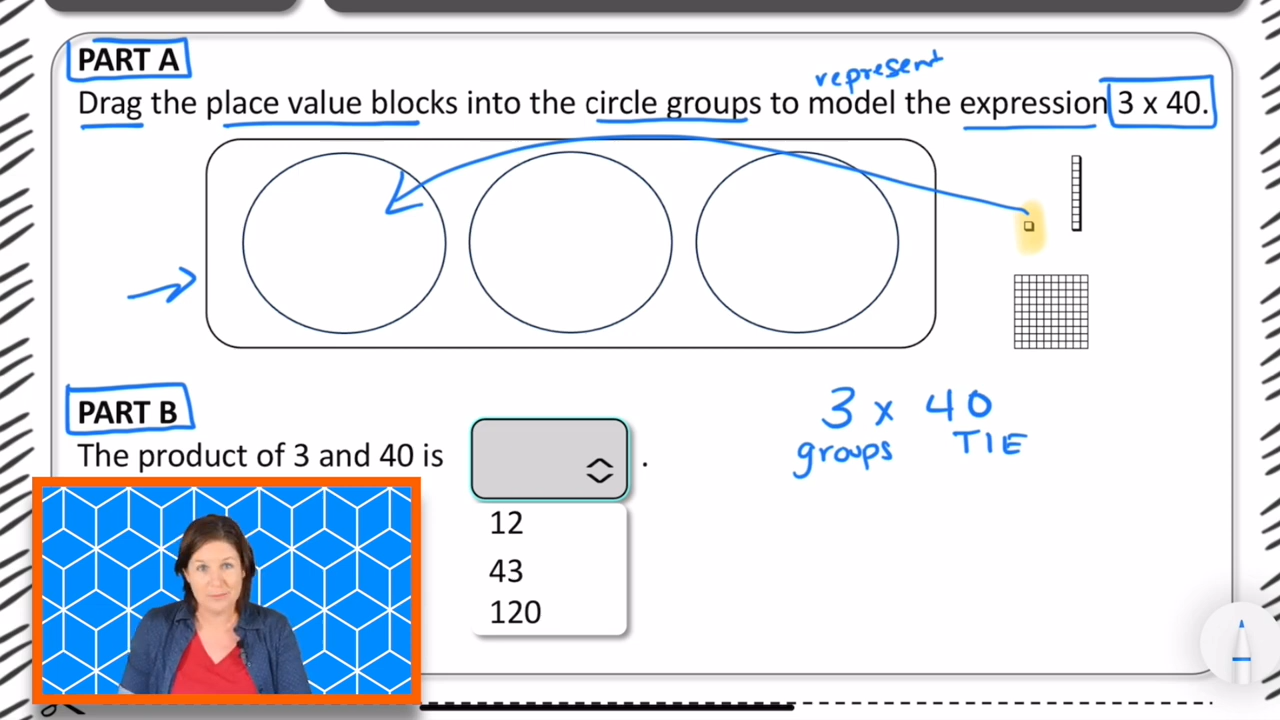 PART A
represent
Drag the place value blocks into the circle groups to model the expression 3 x 40.
PART B
The product of 3 and 40 is .
12
43
120
3 x 40
groups TIE